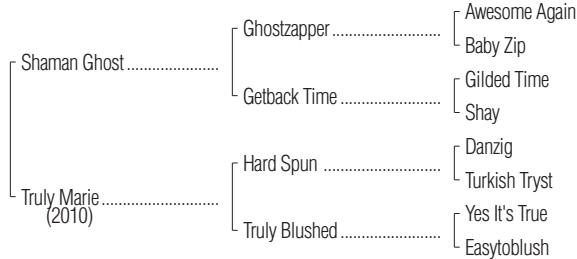 Awesome Again
Ghostzapper
Baby Zip
Shaman Ghost
Gilded Time
Getback Time
Shay
Danzig
Hard Spun
Turkish Tryst
Truly Marie
(2010)
Yes It's True
Truly Blushed
Easytoblush